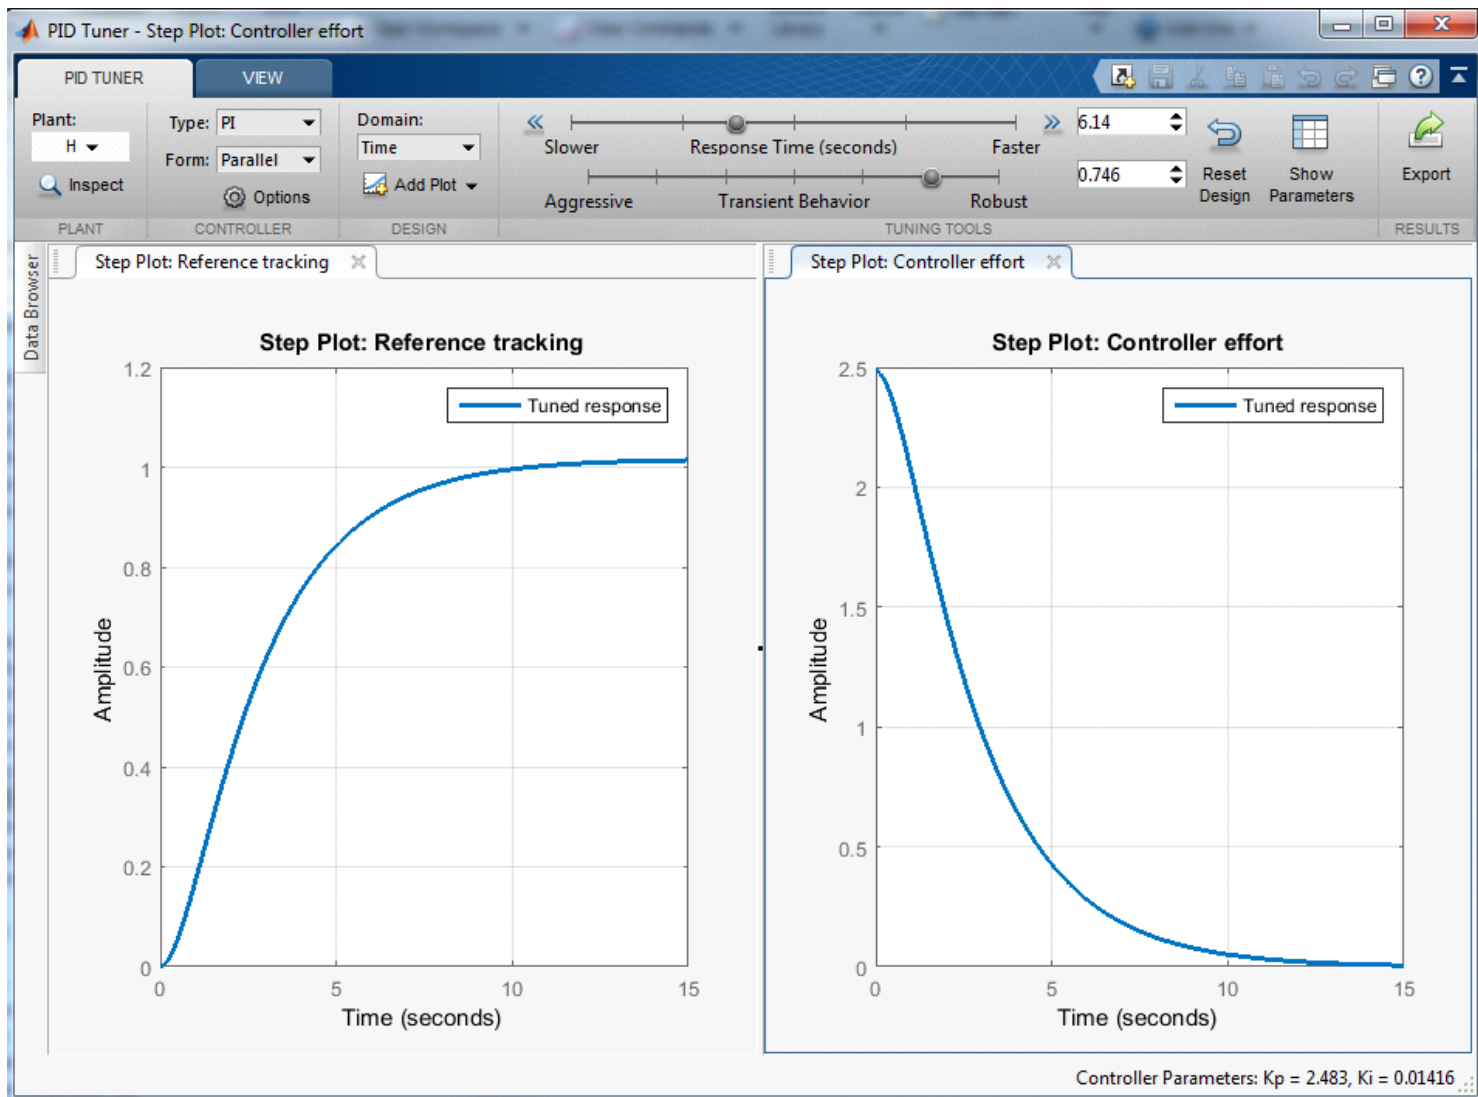 PID Tuner - Step Plot: Controller effort
PID TUNER
VIEW
Plant:
H
Inspect
PLANT
Type: PI
Form: Parallel
Options
CONTROLLER
Domain:
Time
Add Plot
DESIGN
Slower
Response Time (seconds)
Faster
6.14
Aggressive
Transient Behavior
Robust
0.746
Reset
Design
Show
Parameters
TUNING TOOLS
Export
RESULTS
Data Browser
Step Plot: Reference tracking
Step Plot: Reference tracking
Tuned response
1.2
1
0.8
0.6
0.4
0.2
0
Amplitude
0 5 10 15
Time (seconds)
Step Plot: Controller effort
Step Plot: Controller effort
Tuned response
2.5
2
1.5
1
0.5
0
Amplitude
0 5 10 15
Time (seconds)
Controller Parameters: Kp = 2.483, Ki = 0.01416